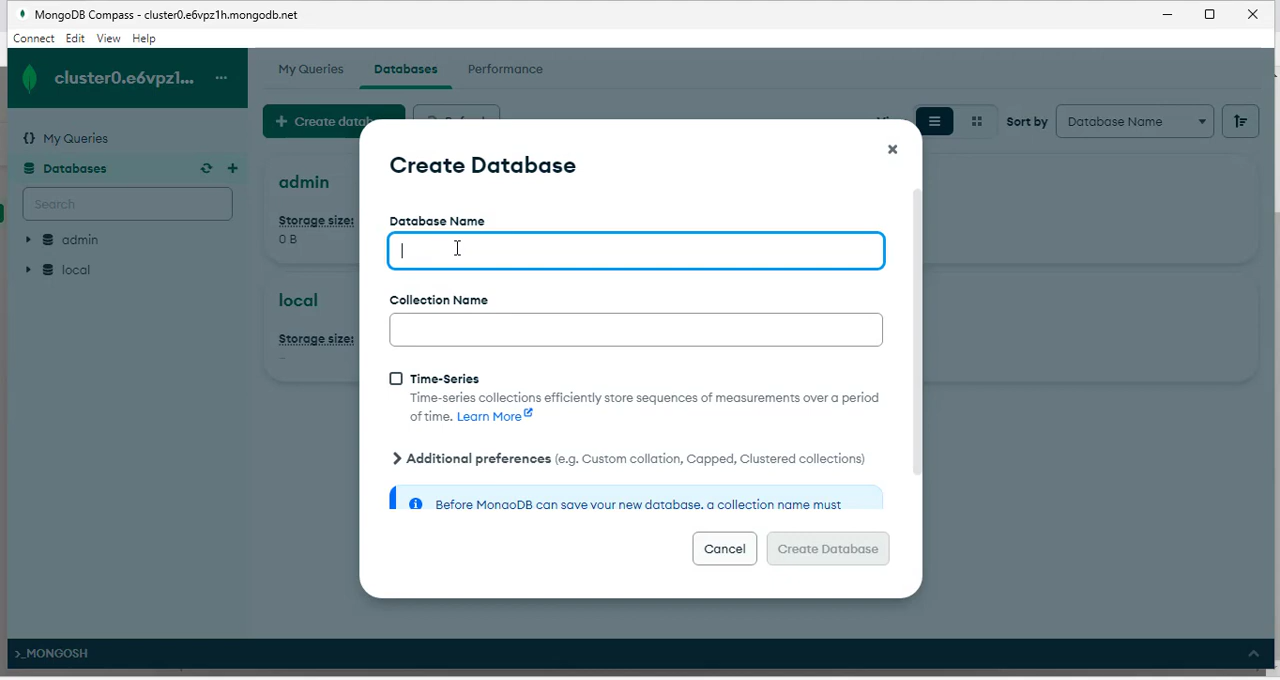 MongoDB Compass - cluster0.e6vpz1h.mongodb.net
Connect Edit View Help
cluster0.e6vpz1... ...
My Queries Databases Performance
{} My Queries
+ Create datab
Sort by Database Name
Databases
Search
admin
local
admin
Storage size:
0 B
local
Storage size:
-
Create Database
Database Name
Collection Name
Time-Series
Time-series collections efficiently store sequences of measurements over a period
of time. Learn More
Additional preferences (e.g. Custom collation, Capped, Clustered collections)
Before MongoDB can save your new database, a collection name must
Cancel Create Database
>_MONGOSH